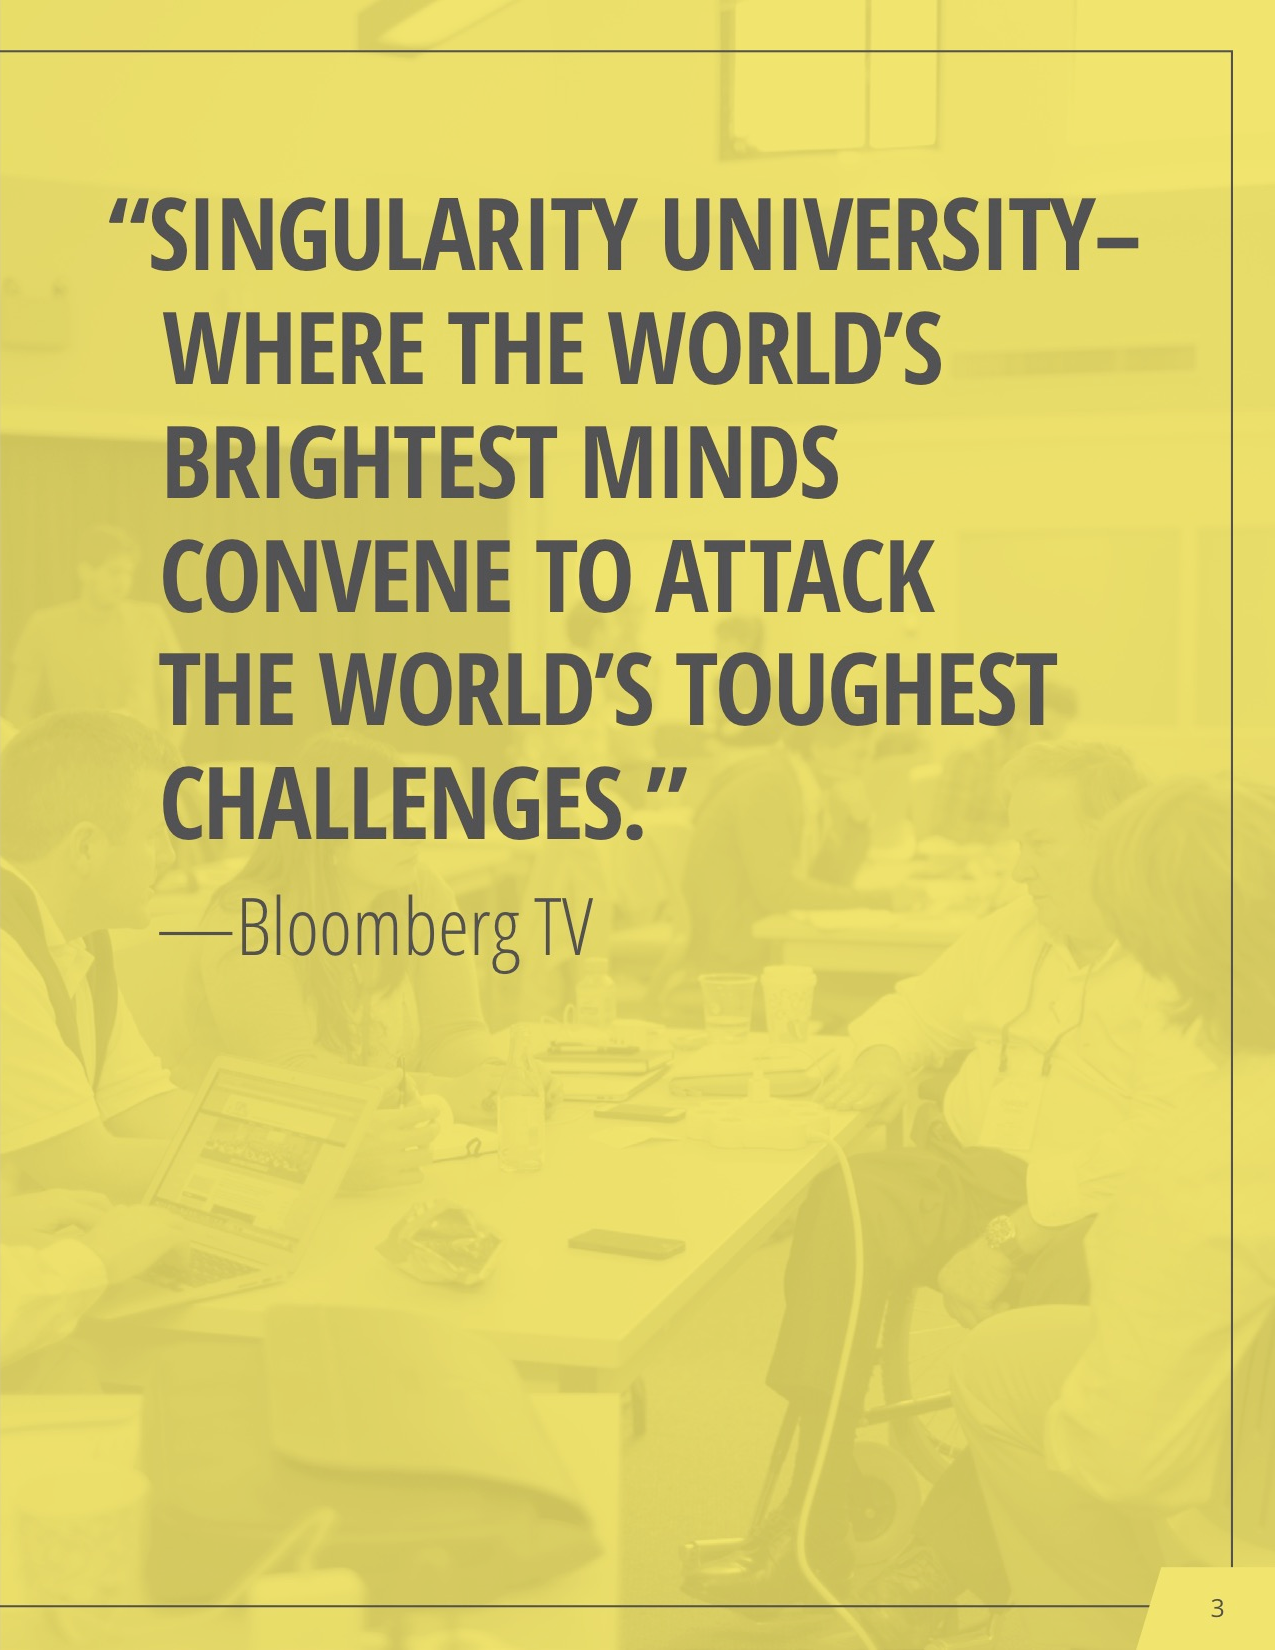 “SINGULARITY UNIVERSITY–
WHERE THE WORLD’S
BRIGHTEST MINDS
CONVENE TO ATTACK
THE WORLD’S TOUGHEST
CHALLENGES.”
—Bloomberg TV
3